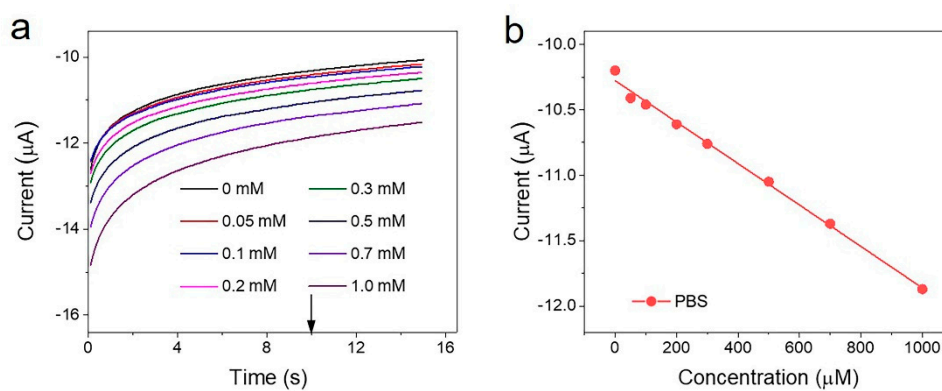 a
-10
-12
-14
-16
Current (μA)
0 mM
0.3 mM
0.05 mM
0.5 mM
0.1 mM
0.7 mM
0.2 mM
1.0 mM
0 4 8 12 16
Time (s)
b
-10.0
-10.5
-11.0
-11.5
-12.0
Current (μA)
PBS
0 200 400 600 800 1000
Concentration (μM)